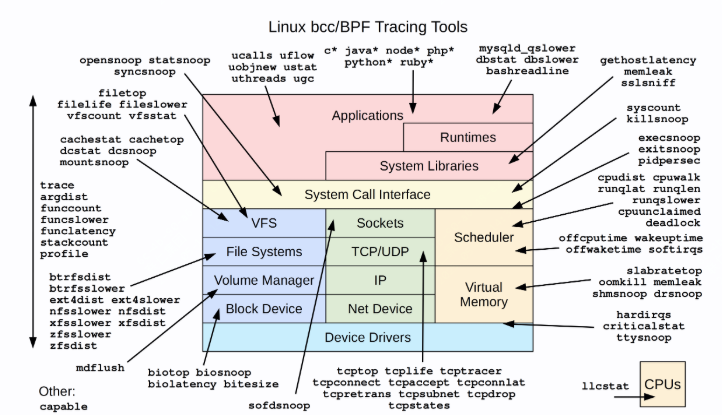 Linux bcc/BPF Tracing Tools
opensnoop statsnoop
syncsnoop
ucalls uflow
uobjnew ustat
uthreads ugc
c* java* node* php*
python* ruby*
mysqld_qslower
dbstat dbslower
bashreadline
gethostlatency
memleak
sslsniff
filetop
filelife fileslower
vfscount vfsstat
Applications
Runtimes
System Libraries
System Call Interface
syscount
killsnoop
execsnoop
exitsnoop
pidpersec
cachestat cachetop
dcstat dcsnoop
mountsnoop
VFS
Sockets
Scheduler
File Systems
TCP/UDP
Volume Manager
IP
Virtual
Memory
Block Device
Net Device
Device Drivers
cpudist cpuwalk
runqlat runqlen
runqslower
cpuunclaimed
deadlock
offcputime wakeuptime
offwaketime softirqs
slabratetop
oomkill memleak
shmsnoop drsnoop
hardirqs
criticalstat
ttysnoop
trace
argdist
funccount
funcslower
funclatency
stackcount
profile
btrfsdist
btrfsslower
ext4dist ext4slower
nfsslower nfsdist
xfsslower xfsdist
zfsslower
zfsdist
mdflush
biotop biosnoop
biolatency bitesize
sofdsnoop
tcptop tcplife tcptracer
tcpconnect tcpaccept tcpconnlat
tcpretrans tcpsubnet tcpdrop
tcpstates
Other:
capable
llcstat
CPUs